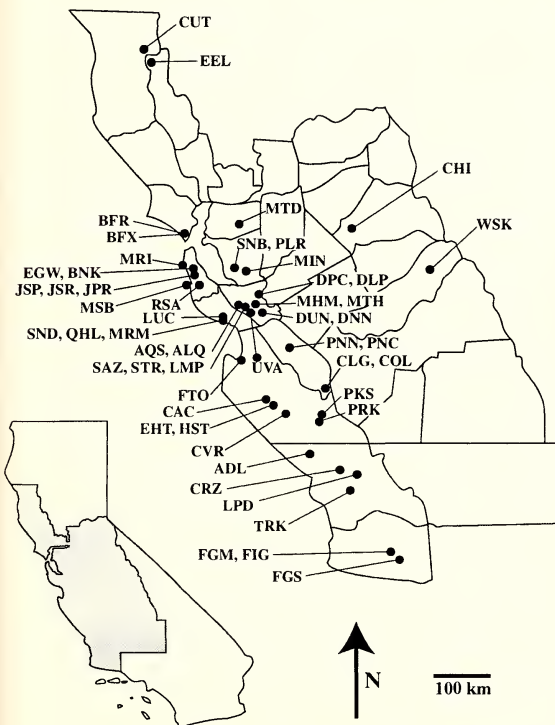 CUT
EEL
CHI
MTD
WSK
BFR
BFX
SNB, PLR
MRI
MIN
EGW, BNK
DPC, DLP
JSP, JSR, JPR
MHM, MTH
MSB
RSA
DUN, DNN
LUC
SND, QHL, MRM
PNN, PNC
AQS, ALQ
CLG, COL
SAZ, STR, LMP
UVA
FTO
PKS
CAC
PRK
EHT, HST
CVR
ADL
CRZ
LPD
TRK
FGM, FIG
FGS
N
100 km